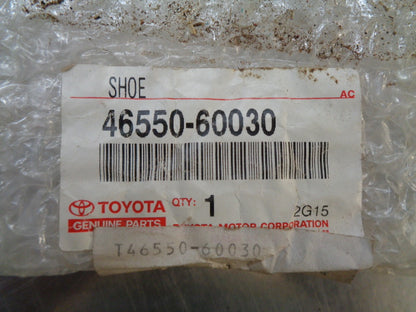 SHOE
AC
46550-60030
TOYOTA QTY: 1 2G15
GENUINE PARTS TOYOTA MOTOR CORPORATION
T46550-60030